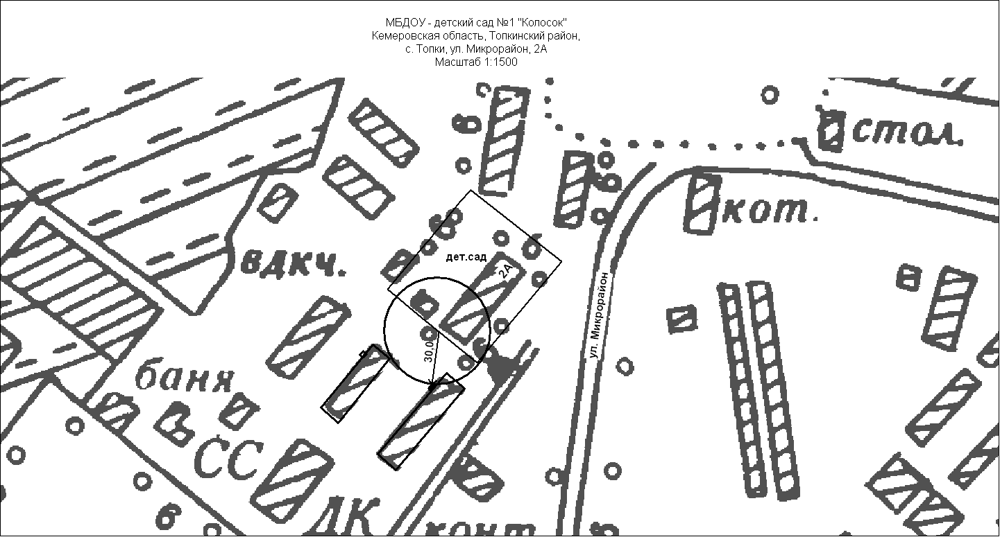 МБДОУ - детский сад №1 "Колосок"
Кемеровская область, Топкинский район,
с. Топки, ул. Микрорайон, 2А
Масштаб 1:1500
в
стол.
б
кот.
дет.сад
2А
вдкч.
ул. Микрорайон
30,0
баня
СС
в
ДК
конт